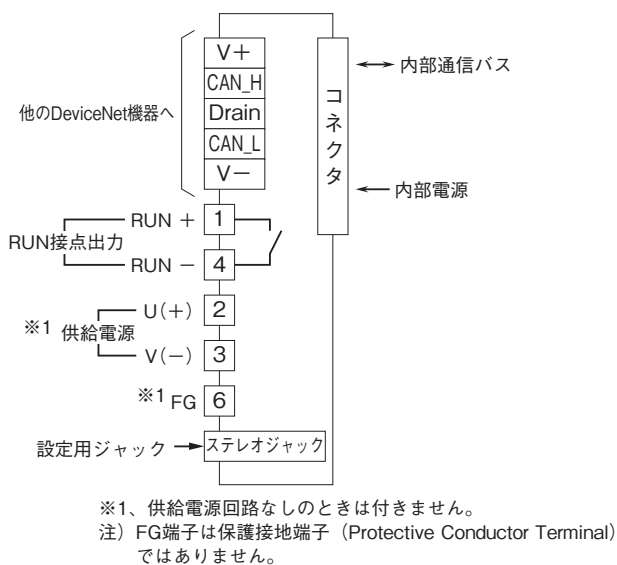 V+
CAN_H
Drain
CAN_L
V−
他のDeviceNet機器へ
コネクタ
内部通信バス
内部電源
RUN + 1
RUN接点出力
RUN − 4
U(+) 2
※1 供給電源
V(−) 3
※1 FG 6
設定用ジャック ステレオジャック
※1、供給電源回路なしのときは付きません。
注）FG端子は保護接地端子（Protective Conductor Terminal）
ではありません。